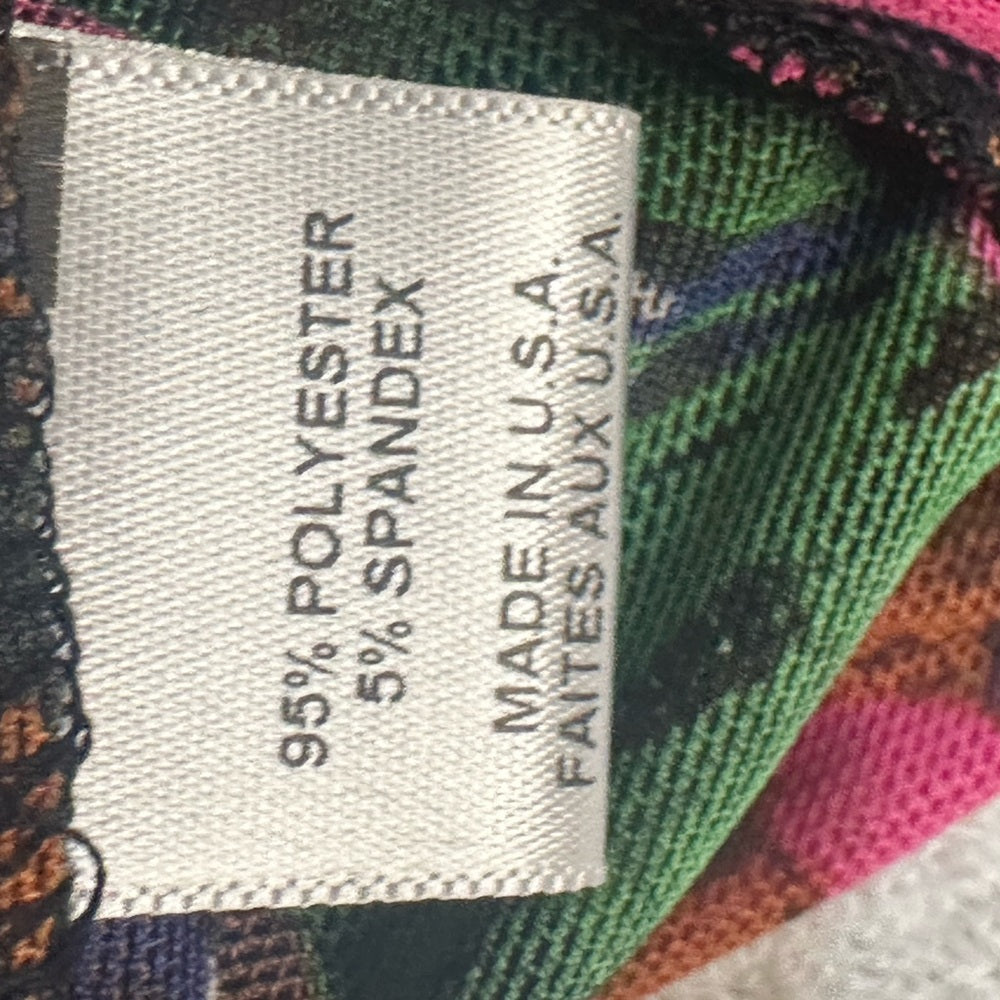 95% POLYESTER
5% SPANDEX
MADE IN U.S.A.
FAITES AUX U.S.A.